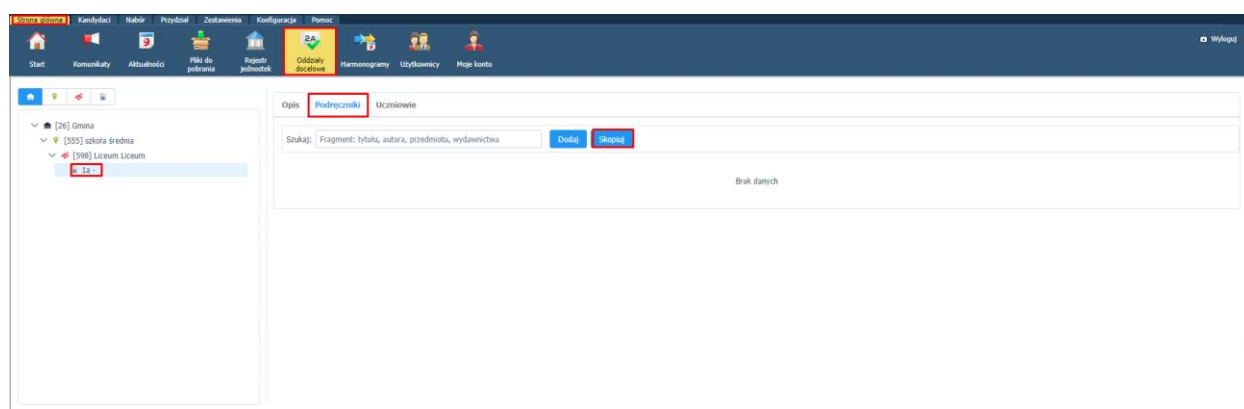 Strona główna Kandydaci Nabór Przydział Zestawienia Konfiguracja Pomoc
Start Komunikaty Aktualności Pliki do pobrania Rejestr jednostek 2A Oddziały docelowe Harmonogramy Użytkownicy Moje konto Wyloguj
9
Opis Podręczniki Uczniowie
[26] Gmina
[555] szkoła średnia
[598] Liceum Liceum
1a -
Szukaj: Fragment: tytułu, autora, przedmiotu, wydawnictwa Dodaj Skopiuj
Brak danych